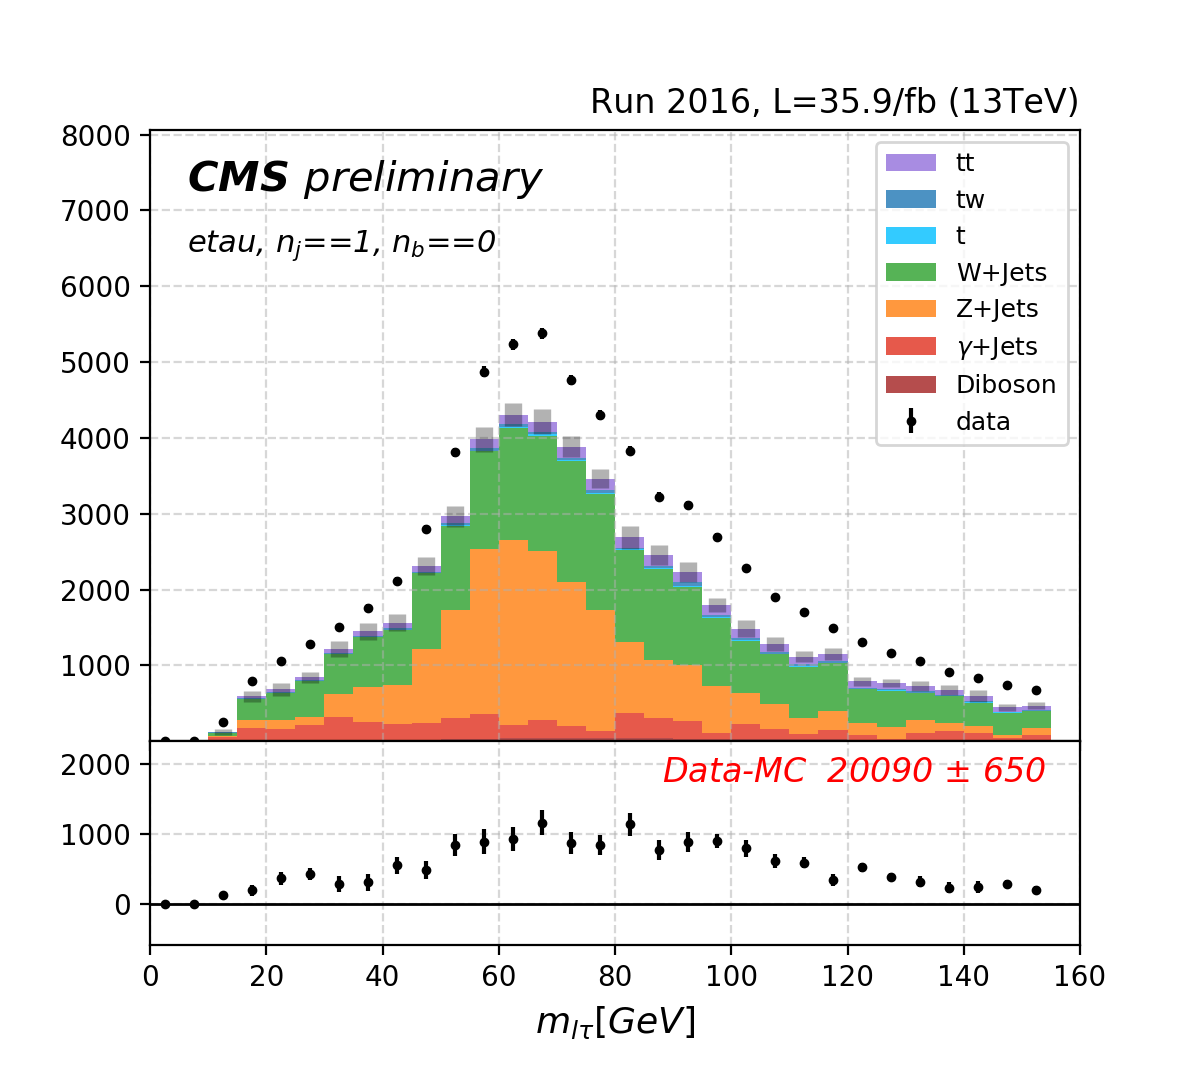 Run 2016, L=35.9/fb (13TeV)
8000
CMS preliminary
7000
etau, n_j==1, n_b==0
6000
5000
4000
3000
2000
1000
tt
tw
t
W+Jets
Z+Jets
γ+Jets
Diboson
data
Data-MC 20090 ± 650
2000
1000
0
0 20 40 60 80 100 120 140 160
m_{lτ}[GeV]